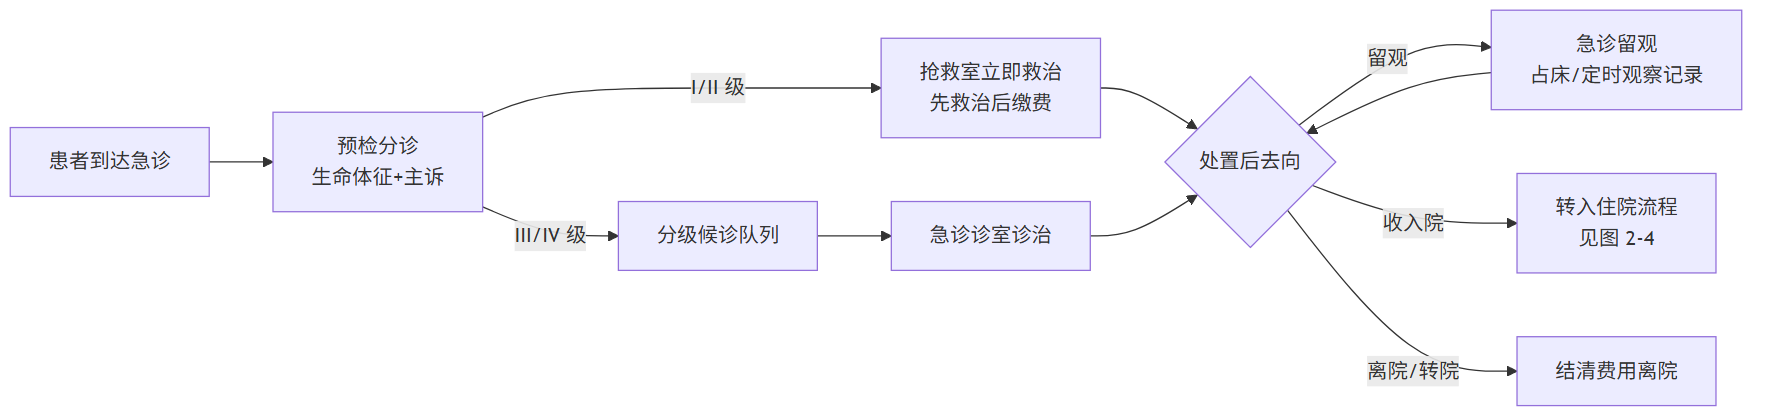 患者到达急诊
预检分诊
生命体征+主诉
I/II 级
III/IV 级
抢救室立即救治
先救治后缴费
分级候诊队列
急诊诊室诊治
处置后去向
留观
收入院
离院/转院
急诊留观
占床/定时观察记录
转入住院流程
见图 2-4
结清费用离院